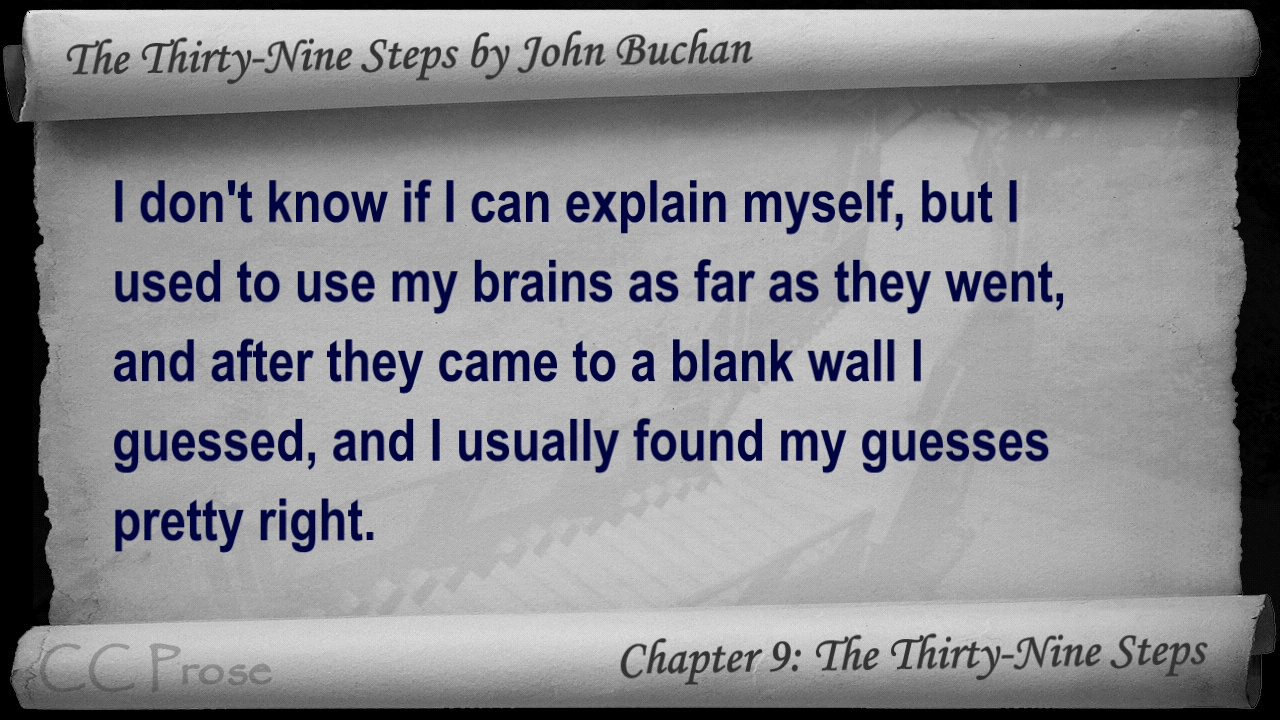 The Thirty-Nine Steps by John Buchan
I don't know if I can explain myself, but I
used to use my brains as far as they went,
and after they came to a blank wall I
guessed, and I usually found my guesses
pretty right.
CC Prose
Chapter 9: The Thirty-Nine Steps